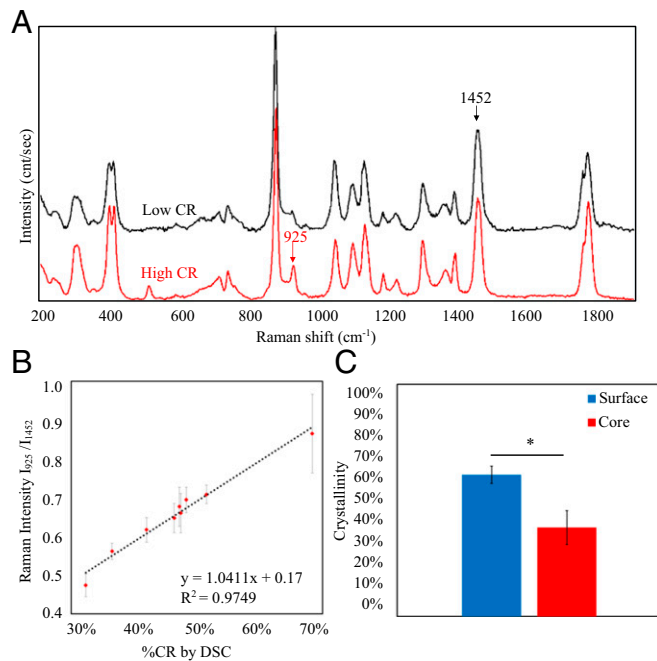 A
1452
Low CR
925
High CR
Intensity (cnt/sec)
200 400 600 800 1000 1200 1400 1600 1800
Raman shift (cm⁻¹)
B
Raman Intensity I₉₂₅ /I₁₄₅₂
1.0
0.9
0.8
0.7
0.6
0.5
0.4
y = 1.0411x + 0.17
R² = 0.9749
30% 40% 50% 60% 70%
%CR by DSC
C
Crystallinity
100%
90%
80%
70%
60%
50%
40%
30%
20%
10%
0%
Surface
Core
*